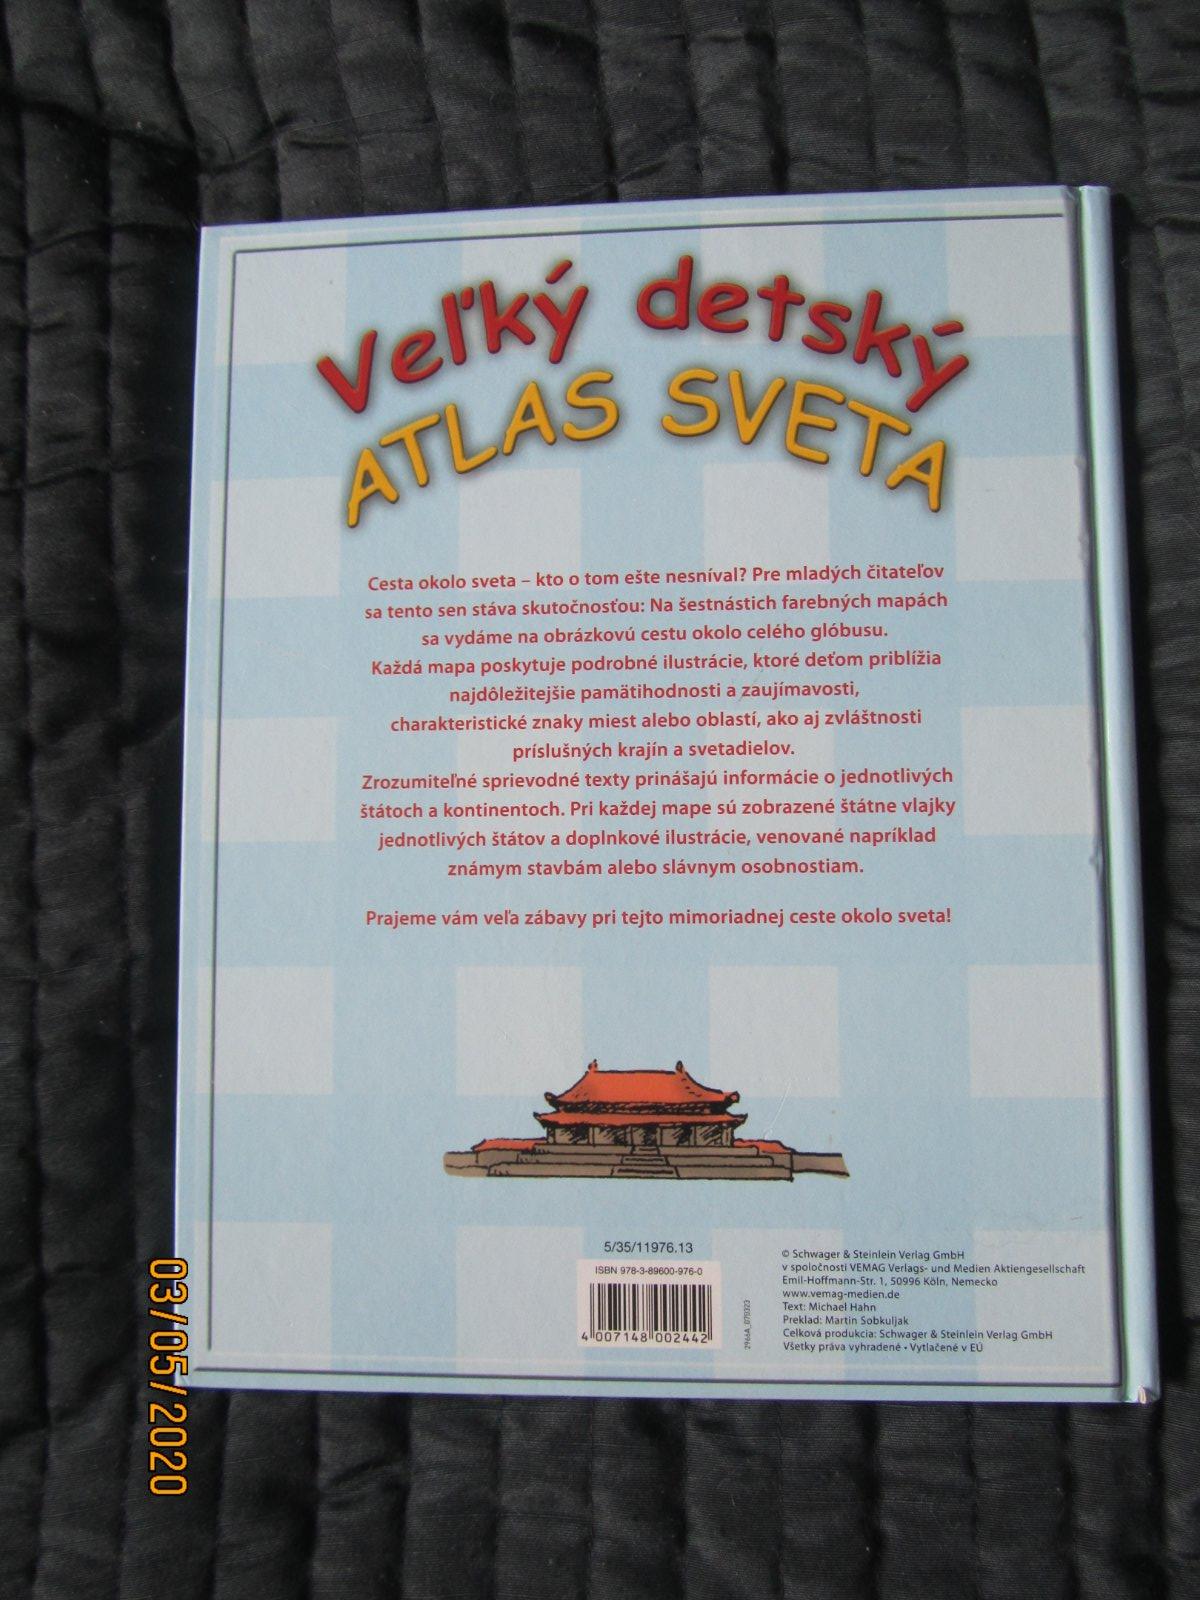 Veľký detský
ATLAS SVETA
Cesta okolo sveta – kto o tom ešte nesníval? Pre mladých čitateľov
sa tento sen stáva skutočnosťou: Na šestnástich farebných mapách
sa vydáme na obrázkovú cestu okolo celého glóbusu.
Každá mapa poskytuje podrobné ilustrácie, ktoré deťom priblížia
najdôležitejšie pamätihodnosti a zaujímavosti,
charakteristické znaky miest alebo oblastí, ako aj zvláštnosti
príslušných krajín a svetadielov.
Zrozumiteľné sprievodné texty prinášajú informácie o jednotlivých
štátoch a kontinentoch. Pri každej mape sú zobrazené štátne vlajky
jednotlivých štátov a doplnkové ilustrácie, venované napríklad
známym stavbám alebo slávnym osobnostiam.
Prajeme vám veľa zábavy pri tejto mimoriadnej ceste okolo sveta!
5/35/11976.13
ISBN 978-3-89600-976-0
4 007148 002442
2966A_070323
© Schwager & Steinlein Verlag GmbH
v spoločnosti VEMAG Verlags- und Medien Aktiengesellschaft
Emil-Hoffmann-Str. 1, 50996 Köln, Nemecko
www.vemag-medien.de
Text: Michael Hahn
Preklad: Martin Sobkuljak
Celková produkcia: Schwager & Steinlein Verlag GmbH
Všetky práva vyhradené • Vytlačené v EÚ
03/05/2020